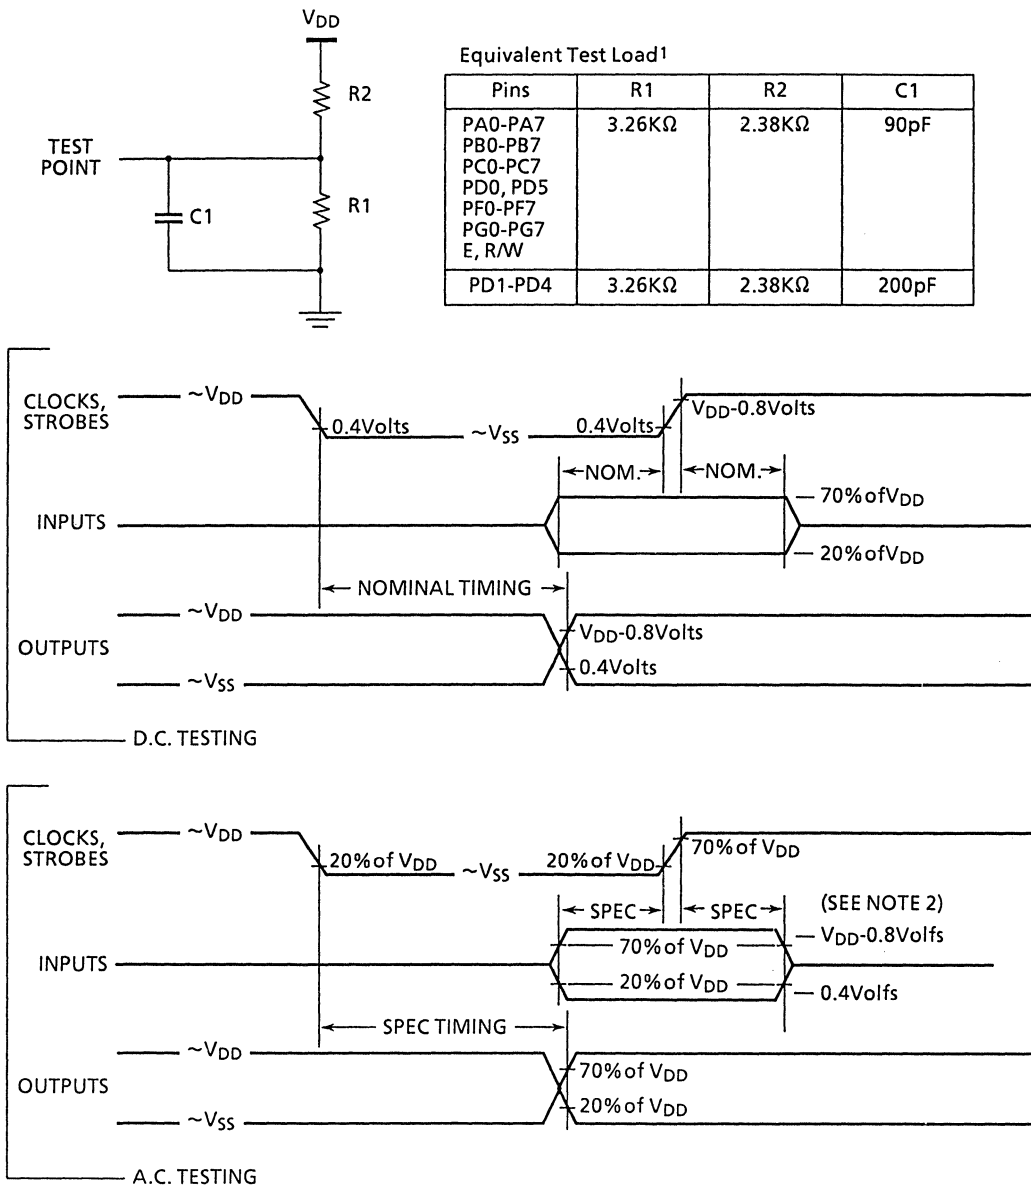 VDD
R2
TEST
POINT
R1
C1
Equivalent Test Load1
Pins R1 R2 C1
PA0-PA7 3.26KΩ 2.38KΩ 90pF
PB0-PB7
PC0-PC7
PD0, PD5
PF0-PF7
PG0-PG7
E, R/W
PD1-PD4 3.26KΩ 2.38KΩ 200pF
CLOCKS,
STROBES
~VDD
0.4Volts
~VSS
0.4Volts
VDD-0.8Volts
NOM.
NOM.
INPUTS
70%ofVDD
20%ofVDD
NOMINAL TIMING
OUTPUTS
~VDD
VDD-0.8Volts
0.4Volts
~VSS
D.C. TESTING
CLOCKS,
STROBES
~VDD
20%of VDD
~VSS
20%of VDD
70%of VDD
SPEC
SPEC
(SEE NOTE 2)
VDD-0.8Volfs
INPUTS
70%of VDD
20%of VDD
0.4Volfs
SPEC TIMING
OUTPUTS
~VDD
70%of VDD
20%of VDD
~VSS
A.C. TESTING